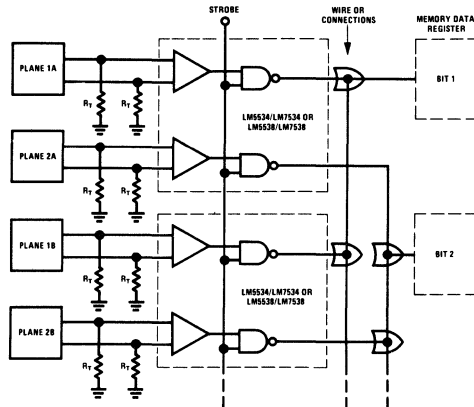 STROBE
WIRE OR
CONNECTIONS
MEMORY DATA
REGISTER
PLANE 1A
RT
RT
LM5534/LM7534 OR
LM5538/LM7538
BIT 1
PLANE 2A
RT
RT
PLANE 1B
RT
RT
LM5534/LM7534 OR
LM5538/LM7538
BIT 2
PLANE 2B
RT
RT